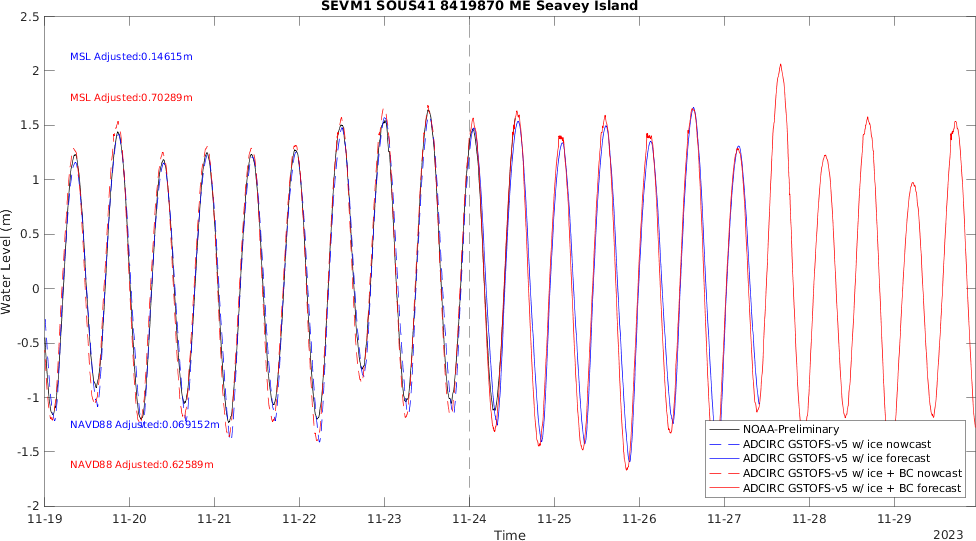 SEVM1 SOUS41 8419870 ME Seavey Island
2.5
2
1.5
1
0.5
0
-0.5
-1
-1.5
-2
Water Level (m)
MSL Adjusted:0.14615m
MSL Adjusted:0.70289m
NAVD88 Adjusted:0.069152m
NAVD88 Adjusted:0.62589m
NOAA-Preliminary
ADCIRC GSTOFS-v5 w/ ice nowcast
ADCIRC GSTOFS-v5 w/ ice forecast
ADCIRC GSTOFS-v5 w/ ice + BC nowcast
ADCIRC GSTOFS-v5 w/ ice + BC forecast
11-19 11-20 11-21 11-22 11-23 11-24 11-25 11-26 11-27 11-28 11-29
Time
2023